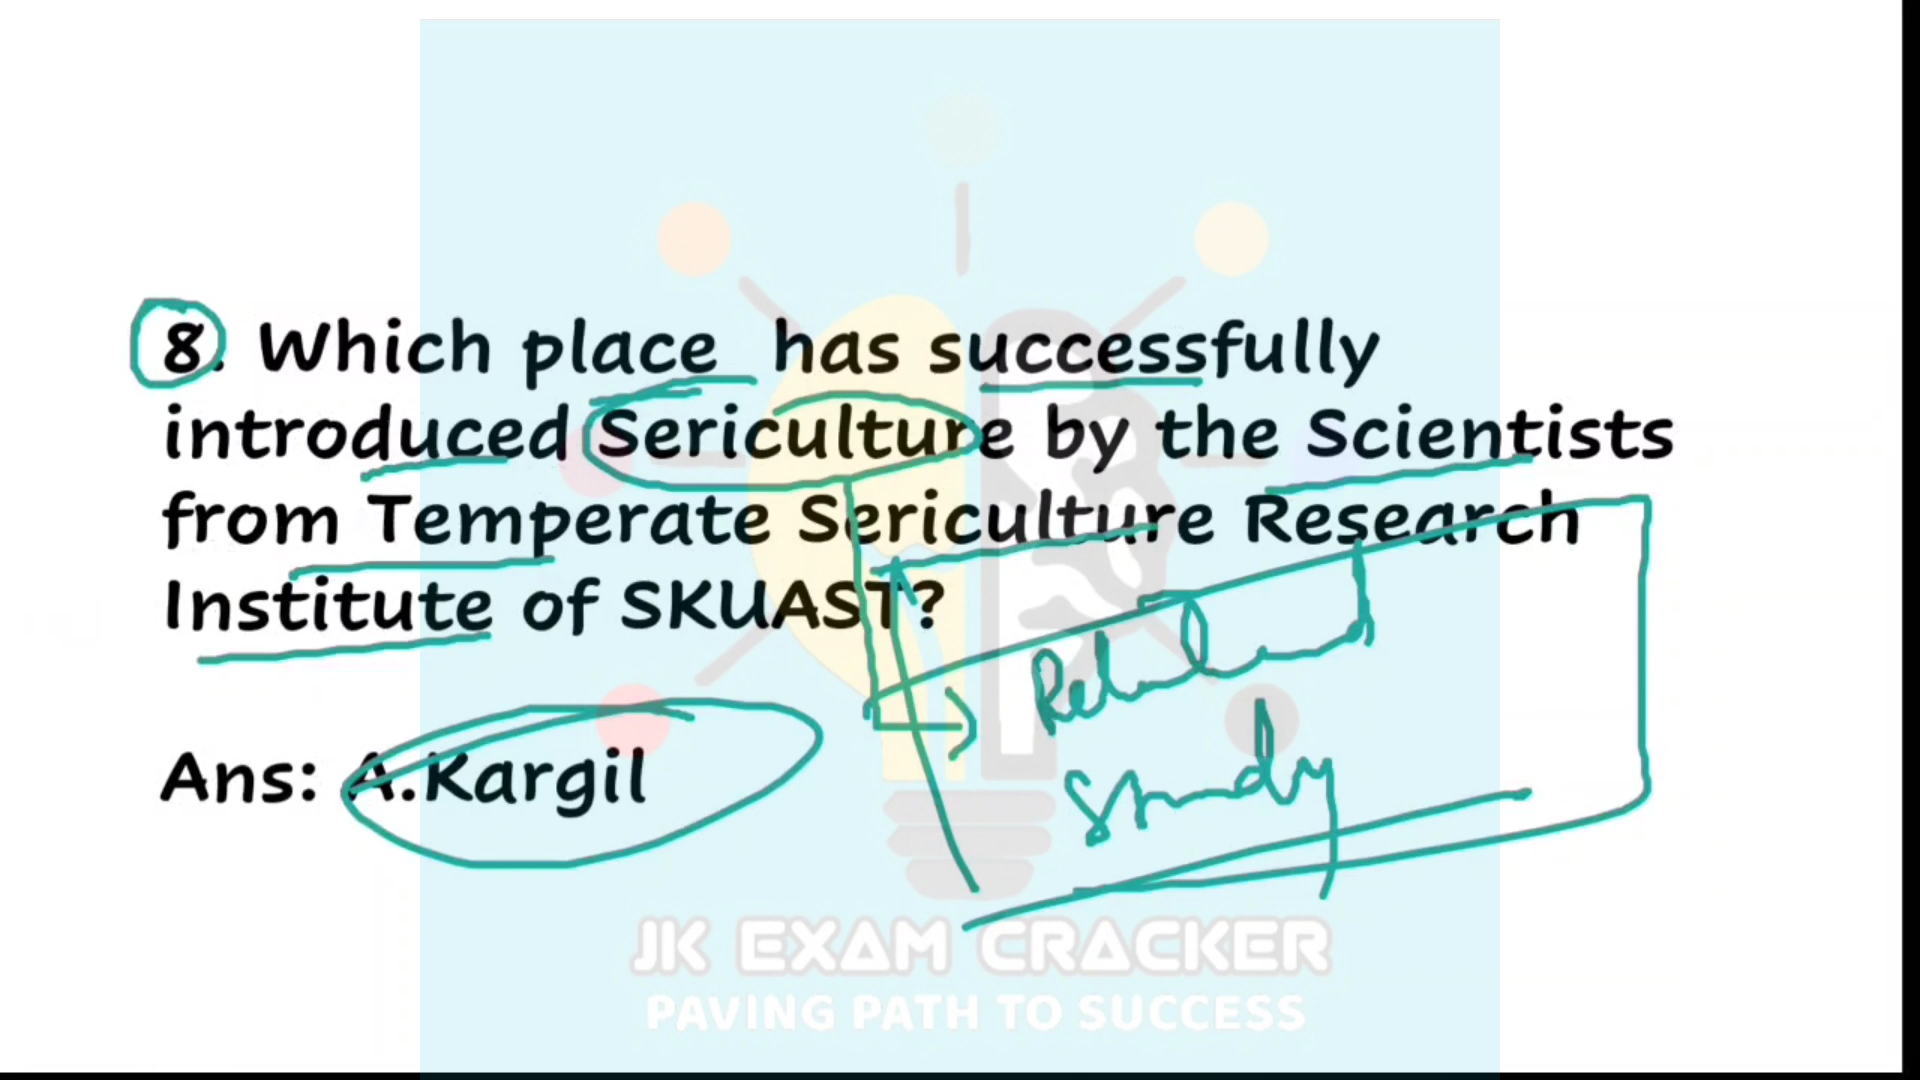 8. Which place has successfully
introduced Sericulture by the Scientists
from Temperate Sericulture Research
Institute of SKUAST?
Related
Study
Ans: A.Kargil
JK EXAM CRACKER
PAVING PATH TO SUCCESS